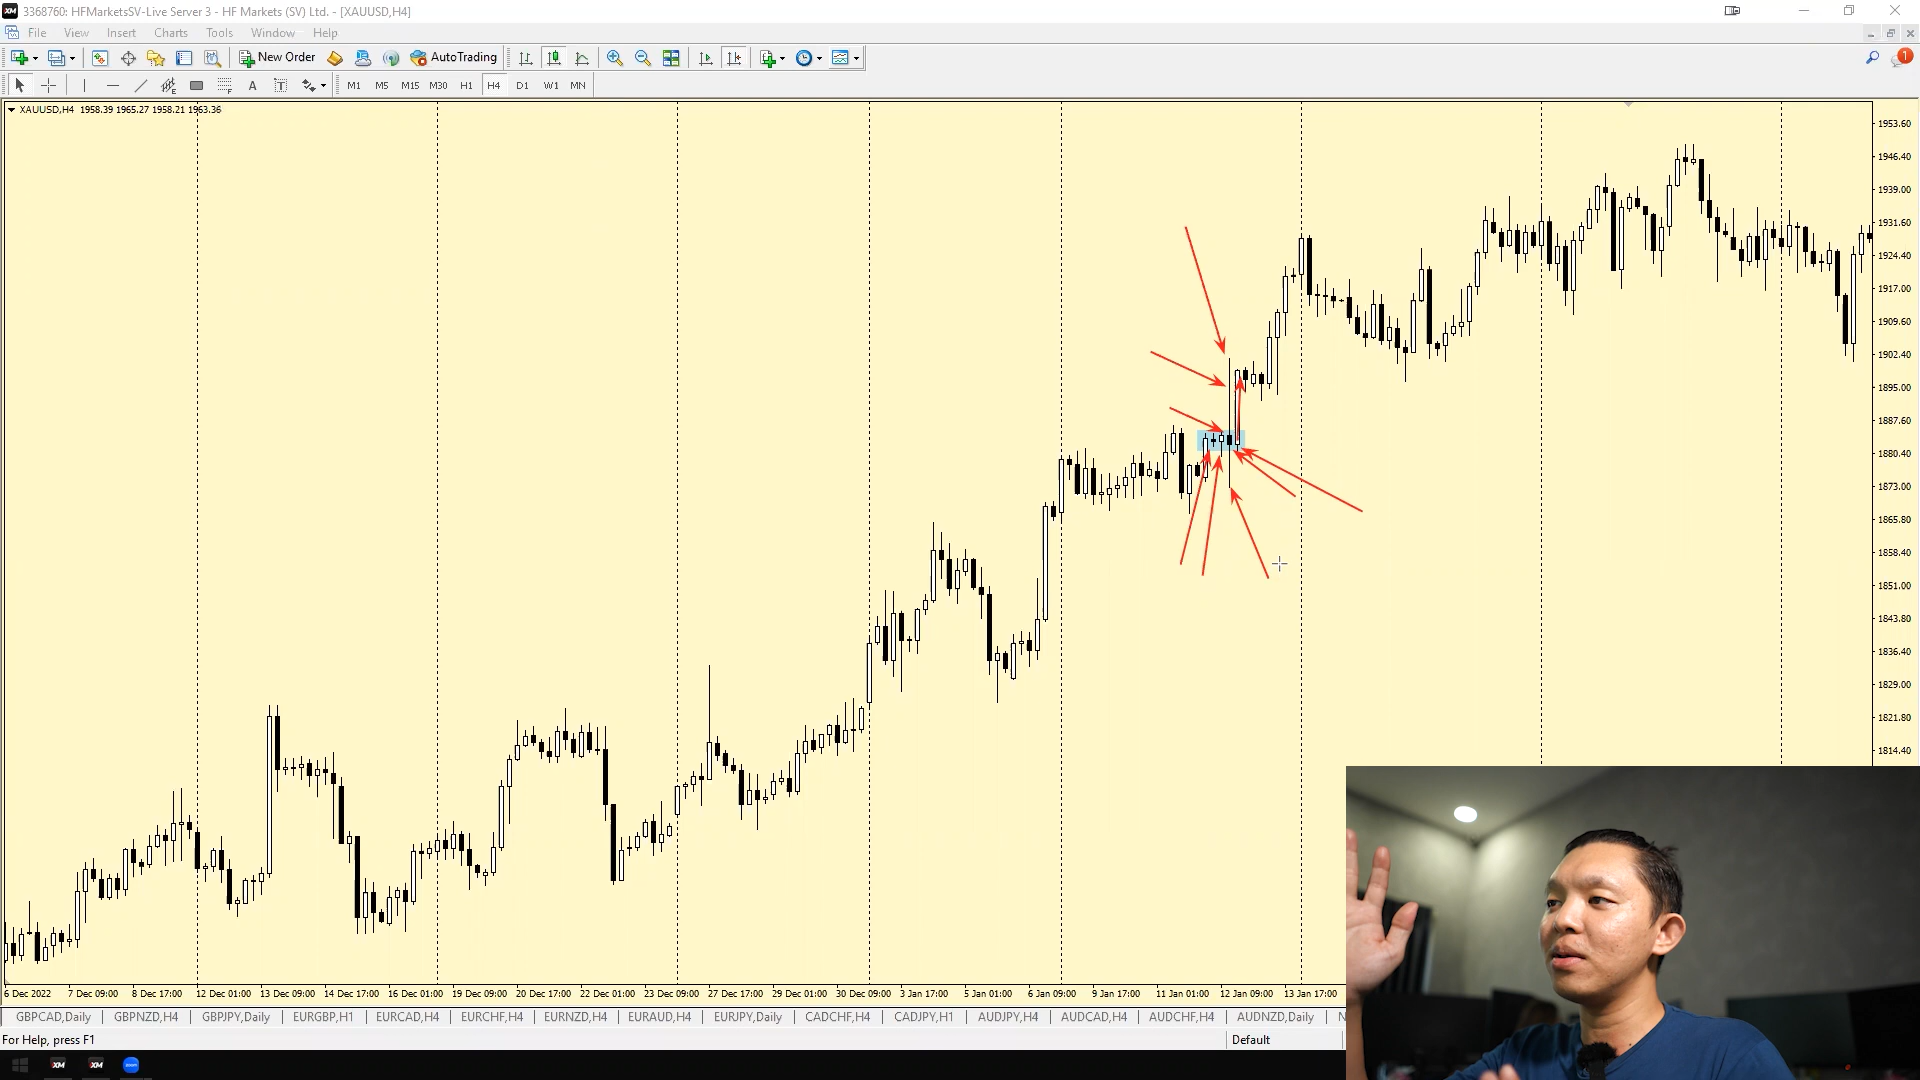 3368760: HFMarketsSV-Live Server 3 - HF Markets (SV) Ltd. - [XAUUSD,H4]
File View Insert Charts Tools Window Help
New Order AutoTrading
1
A T M1 M5 M15 M30 H1 H4 D1 W1 MN
XAUUSD,H4 1958.39 1965.27 1958.21 1963.36
1953.60
1946.40
1939.00
1931.60
1924.40
1917.00
1909.60
1902.40
1895.00
1887.60
1880.40
1873.00
1865.80
1858.40
1851.00
1843.80
1836.40
1829.00
1821.80
1814.40
6 Dec 2022 7 Dec 09:00 8 Dec 17:00 12 Dec 01:00 13 Dec 09:00 14 Dec 17:00 16 Dec 01:00 19 Dec 09:00 20 Dec 17:00 22 Dec 01:00 23 Dec 09:00 27 Dec 17:00 29 Dec 01:00 30 Dec 09:00 3 Jan 17:00 5 Jan 01:00 6 Jan 09:00 9 Jan 17:00 11 Jan 01:00 12 Jan 09:00 13 Jan 17:00
GBPCAD,Daily GBPNZD,H4 GBPJPY,Daily EURGBP,H1 EURCAD,H4 EURCHF,H4 EURNZD,H4 EURAUD,H4 EURJPY,Daily CADCHF,H4 CADJPY,H1 AUDJPY,H4 AUDCAD,H4 AUDCHF,H4 AUDNZD,Daily N
For Help, press F1 Default
XM XM zoom